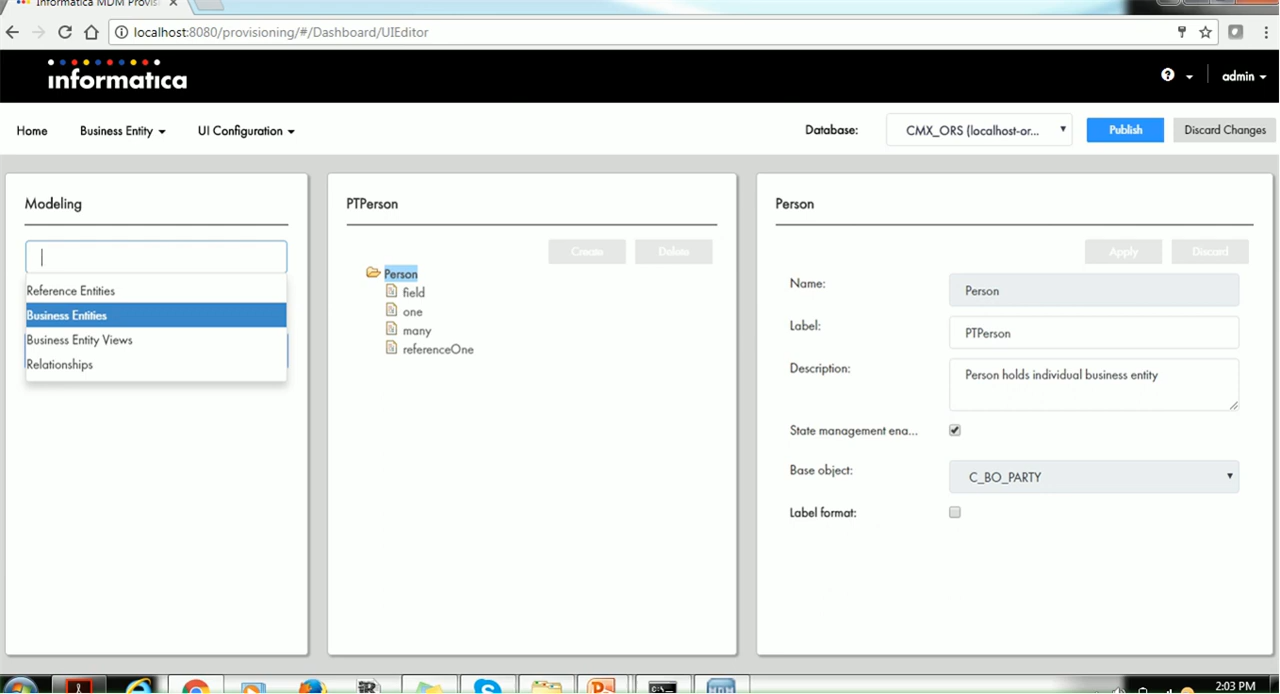 Informatica MDM Provisi
localhost:8080/provisioning/#/Dashboard/UIEditor
informatica
admin
Home Business Entity UI Configuration Database: CMX_ORS (localhost-or... Publish Discard Changes
Modeling
Reference Entities
Business Entities
Business Entity Views
Relationships
PTPerson
Create Delete
Person
field
one
many
referenceOne
Person
Apply Discard
Name: Person
Label: PTPerson
Description: Person holds individual business entity
State management ena...
Base object: C_BO_PARTY
Label format:
2:03 PM